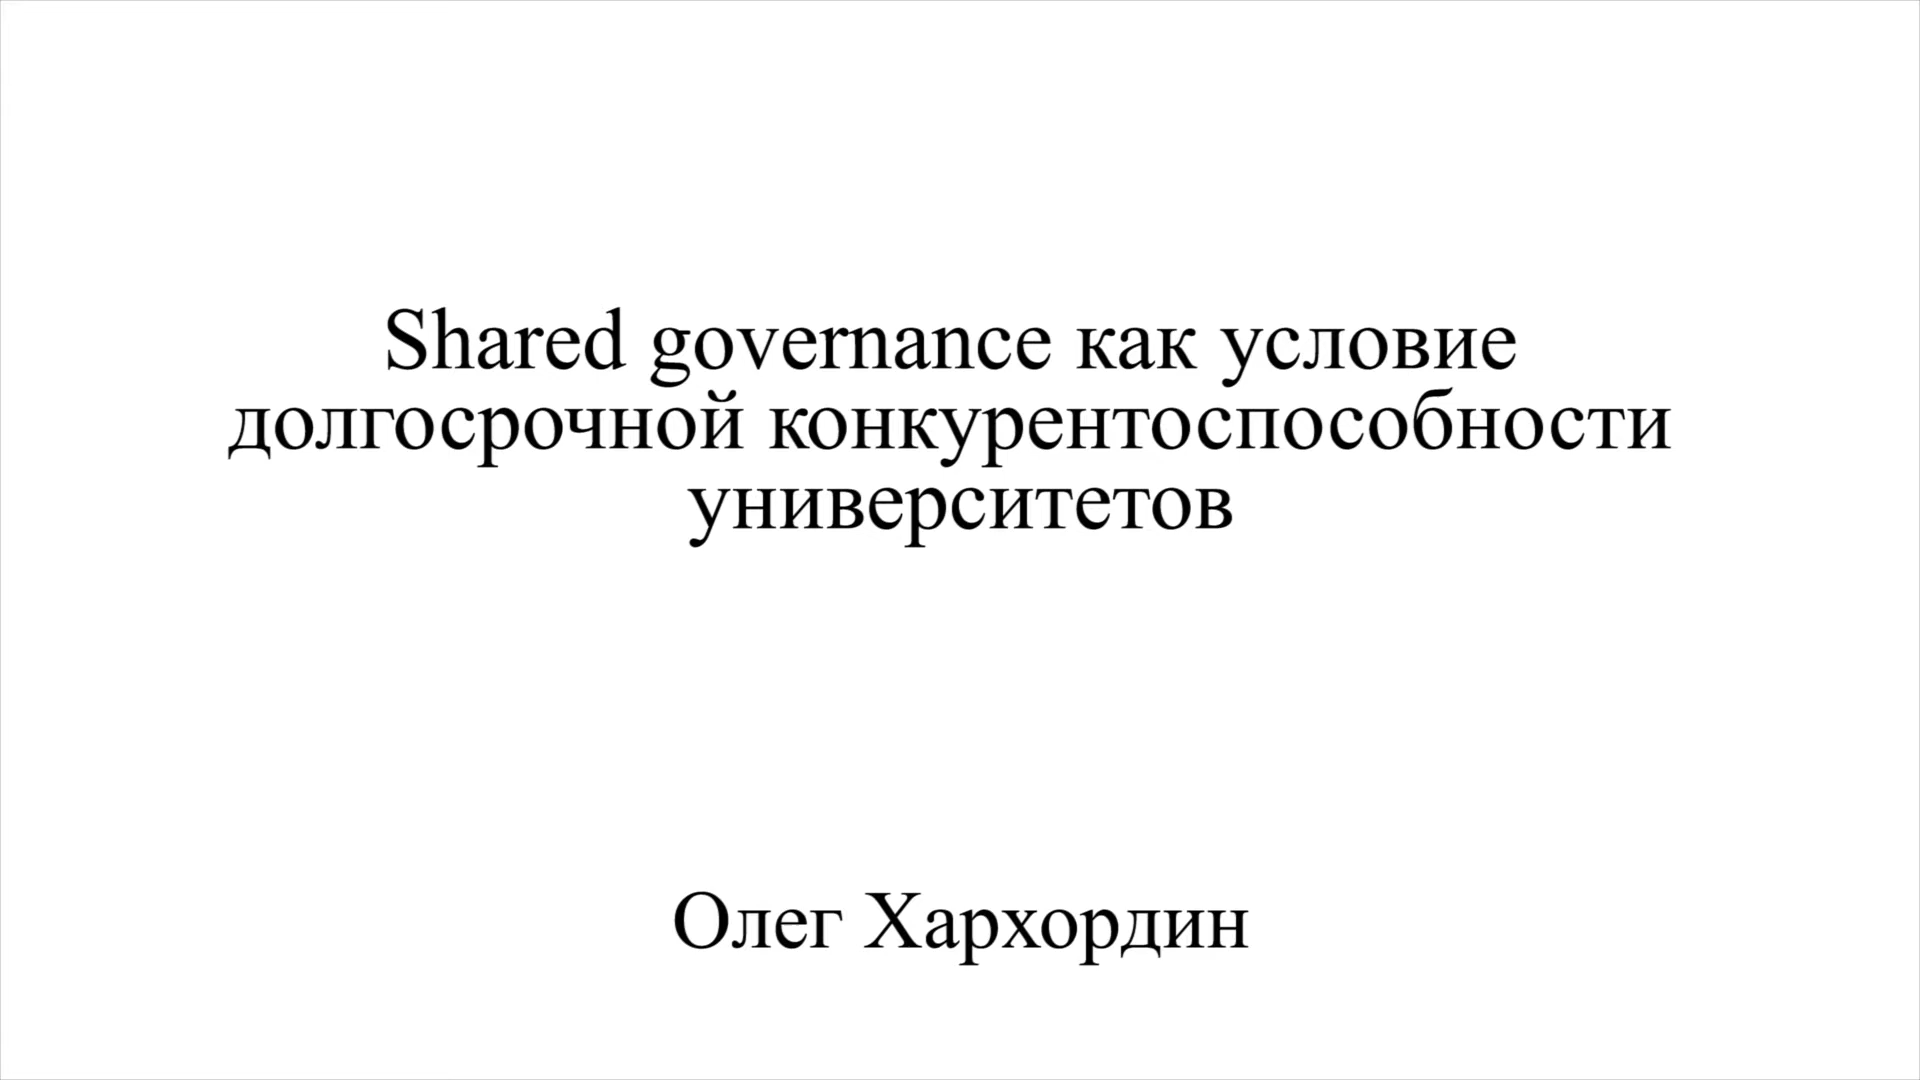 Shared governance как условие
долгосрочной конкурентоспособности
университетов
Олег Хархордин